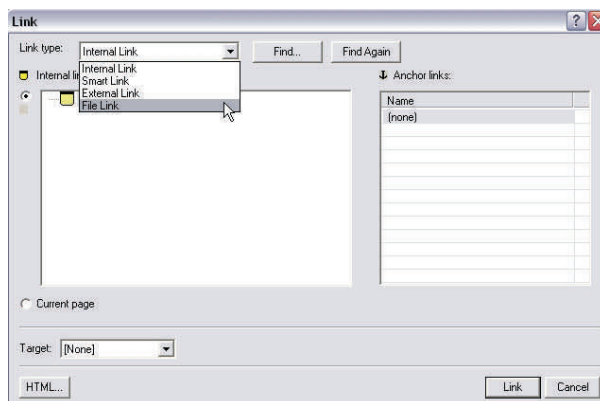 Link
Link type: Internal Link Find... Find Again
Internal Link
Smart Link
External Link
File Link
Internal
Anchor links:
Name
(none)
Current page
Target: [None]
HTML... Link Cancel